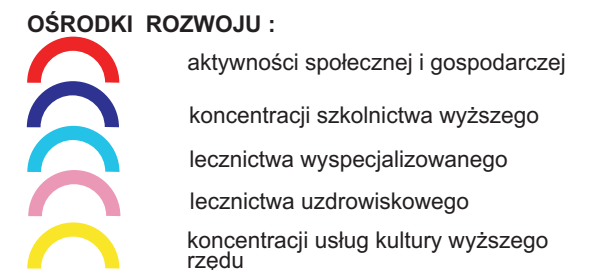 OŚRODKI ROZWOJU :
aktywności społecznej i gospodarczej
koncentracji szkolnictwa wyższego
lecznictwa wyspecjalizowanego
lecznictwa uzdrowiskowego
koncentracji usług kultury wyższego
rzędu